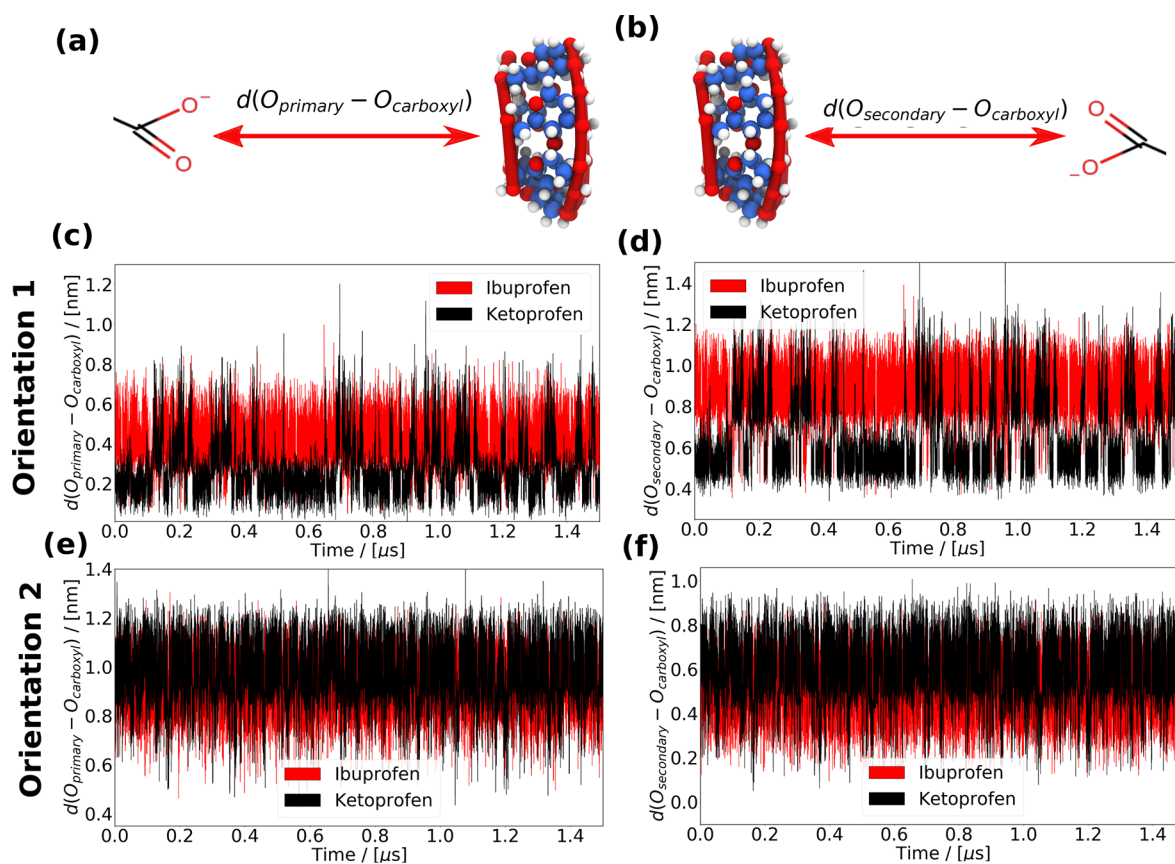 (a)
(b)
O⁻
O
d(O_primary − O_carboxyl)
d(O_secondary − O_carboxyl)
O
⁻O
(c)
(d)
Orientation 1
d(O_primary − O_carboxyl) / [nm]
1.2
1.0
0.8
0.6
0.4
0.2
Ibuprofen
Ketoprofen
0.0 0.2 0.4 0.6 0.8 1.0 1.2 1.4
Time / [μs]
d(O_secondary − O_carboxyl) / [nm]
1.4
1.2
1.0
0.8
0.6
0.4
Ibuprofen
Ketoprofen
0.0 0.2 0.4 0.6 0.8 1.0 1.2 1.4
Time / [μs]
(e)
(f)
Orientation 2
d(O_primary − O_carboxyl) / [nm]
1.4
1.2
1.0
0.8
0.6
0.4
Ibuprofen
Ketoprofen
0.0 0.2 0.4 0.6 0.8 1.0 1.2 1.4
Time / [μs]
d(O_secondary − O_carboxyl) / [nm]
1.0
0.8
0.6
0.4
0.2
0.0
Ibuprofen
Ketoprofen
0.0 0.2 0.4 0.6 0.8 1.0 1.2 1.4
Time / [μs]